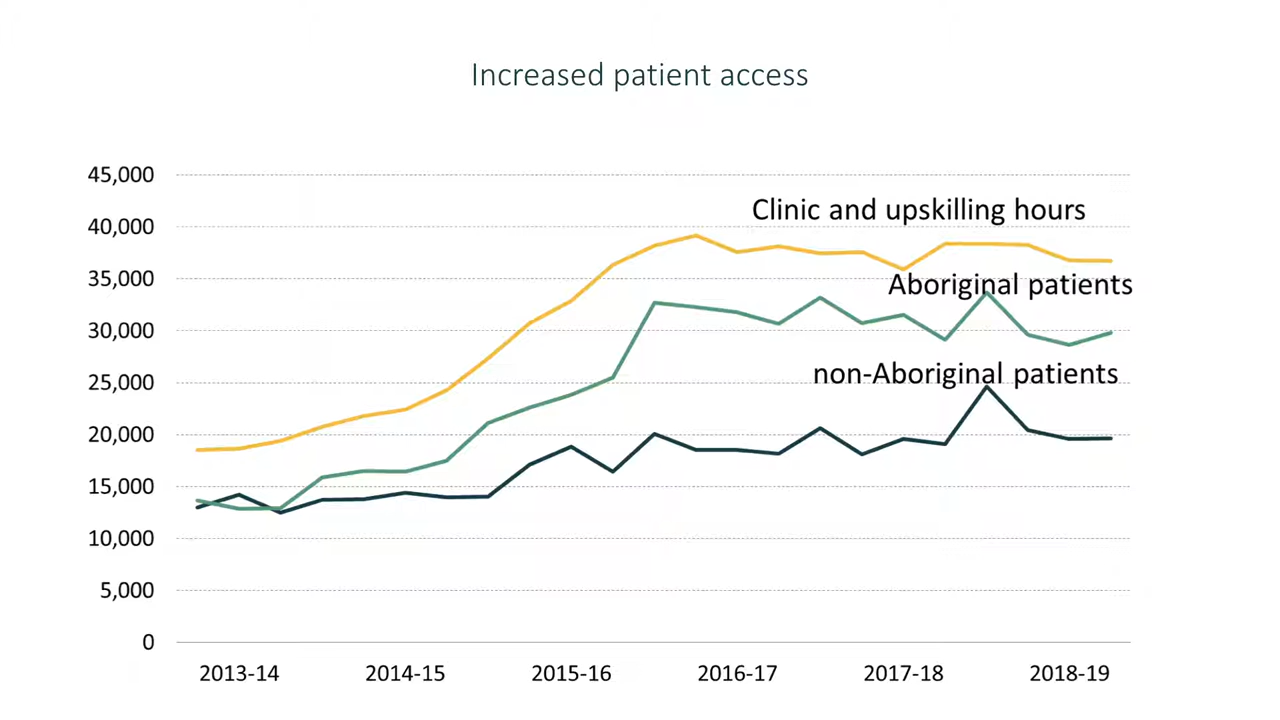 Increased patient access
45,000
40,000
35,000
30,000
25,000
20,000
15,000
10,000
5,000
0
Clinic and upskilling hours
Aboriginal patients
non-Aboriginal patients
2013-14 2014-15 2015-16 2016-17 2017-18 2018-19